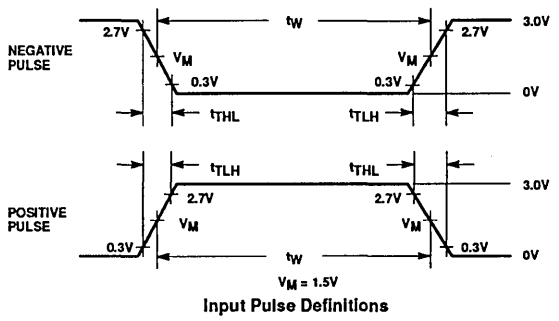 tW
2.7V
2.7V
3.0V
NEGATIVE
PULSE
VM
VM
0.3V
0.3V
0V
tTHL
tTLH
tTLH
tTHL
2.7V
2.7V
3.0V
POSITIVE
PULSE
VM
VM
0.3V
0.3V
0V
tW
VM = 1.5V
Input Pulse Definitions